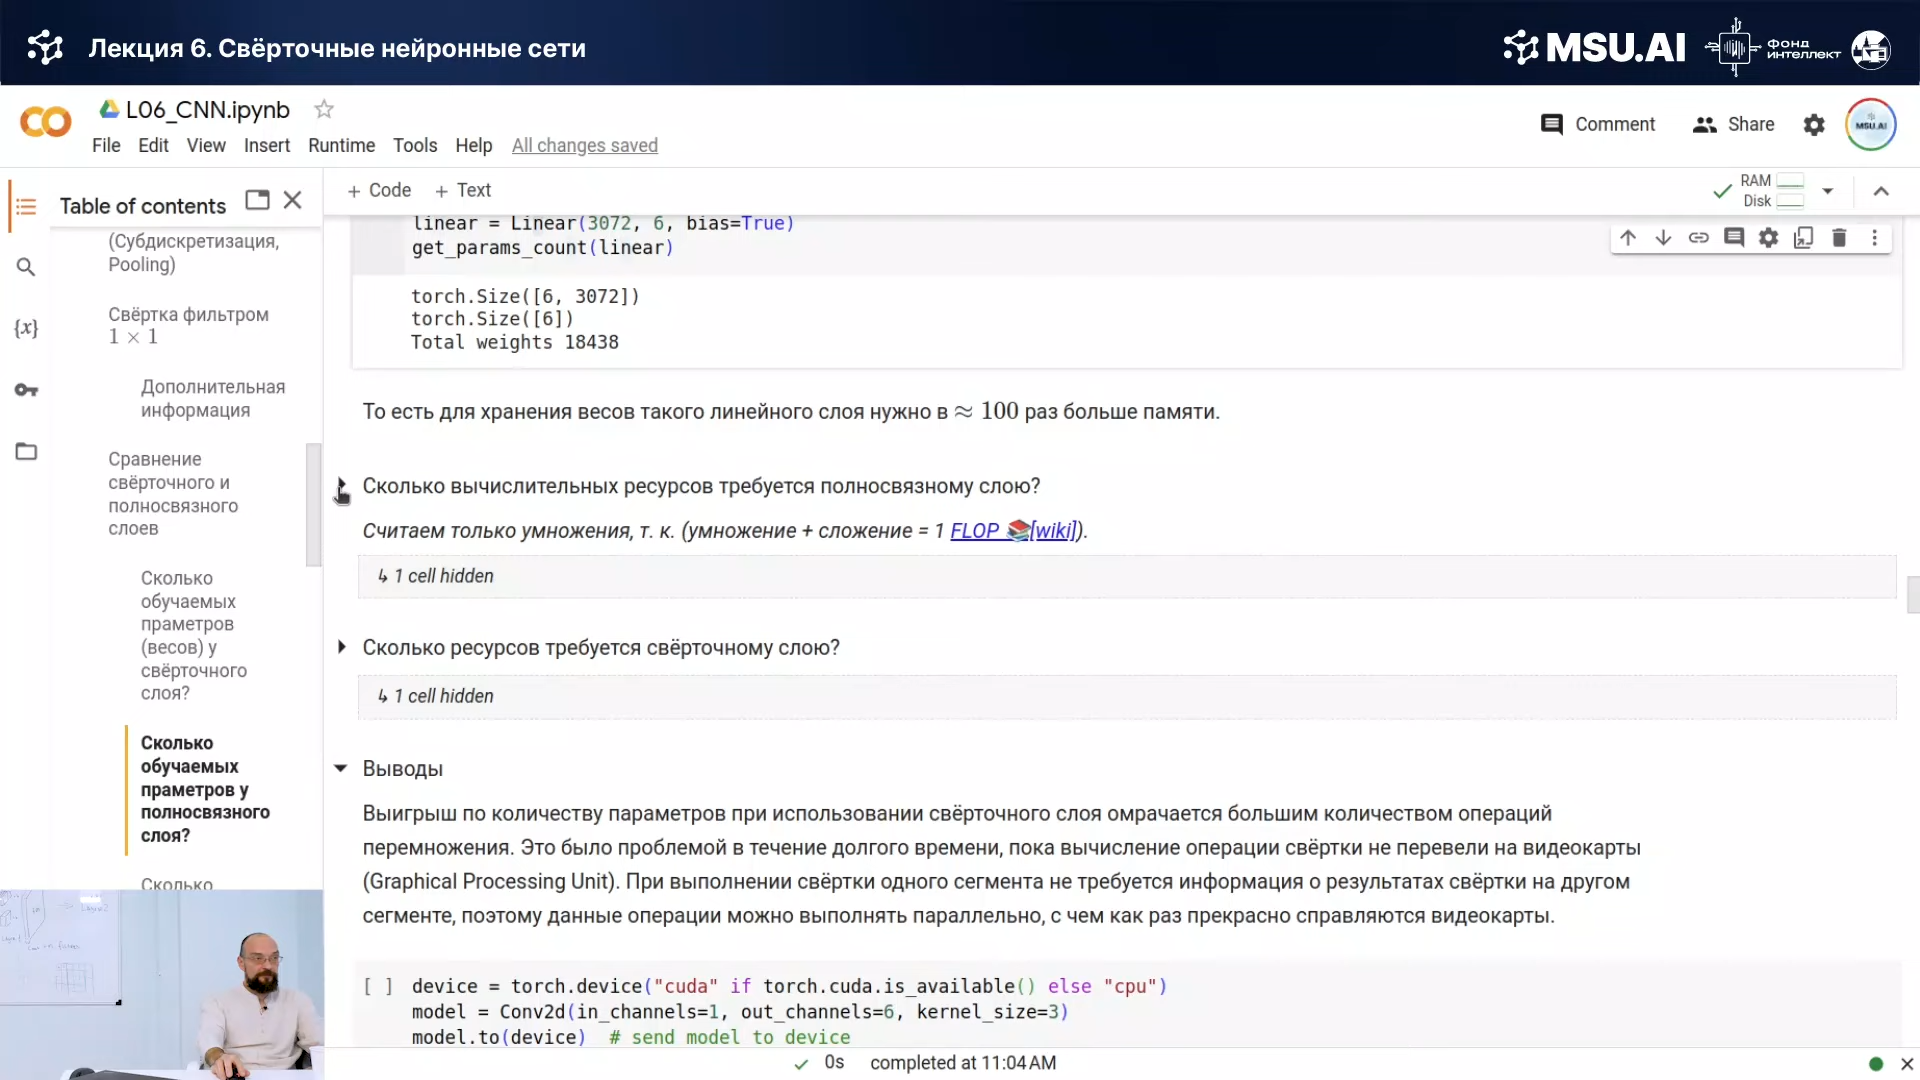 Лекция 6. Свёрточные нейронные сети
MSU.AI
ФОНД
ИНТЕЛЛЕКТ
L06_CNN.ipynb
File Edit View Insert Runtime Tools Help All changes saved
Comment
Share
MSU.AI
Table of contents
+ Code + Text
RAM
Disk
(Субдискретизация,
Pooling)
Свёртка фильтром
1 × 1
Дополнительная
информация
Сравнение
свёрточного и
полносвязного
слоев
Сколько
обучаемых
праметров
(весов) у
свёрточного
слоя?
Сколько
обучаемых
праметров у
полносвязного
слоя?
Сколько
{x}
linear = Linear(3072, 6, bias=True)
get_params_count(linear)
torch.Size([6, 3072])
torch.Size([6])
Total weights 18438
То есть для хранения весов такого линейного слоя нужно в ≈ 100 раз больше памяти.
Сколько вычислительных ресурсов требуется полносвязному слою?
Считаем только умножения, т. к. (умножение + сложение = 1 FLOP 📚[wiki]).
↳ 1 cell hidden
Сколько ресурсов требуется свёрточному слою?
↳ 1 cell hidden
Выводы
Выигрыш по количеству параметров при использовании свёрточного слоя омрачается большим количеством операций
перемножения. Это было проблемой в течение долгого времени, пока вычисление операции свёртки не перевели на видеокарты
(Graphical Processing Unit). При выполнении свёртки одного сегмента не требуется информация о результатах свёртки на другом
сегменте, поэтому данные операции можно выполнять параллельно, с чем как раз прекрасно справляются видеокарты.
[ ] device = torch.device("cuda" if torch.cuda.is_available() else "cpu")
model = Conv2d(in_channels=1, out_channels=6, kernel_size=3)
model.to(device) # send model to device
0s completed at 11:04 AM